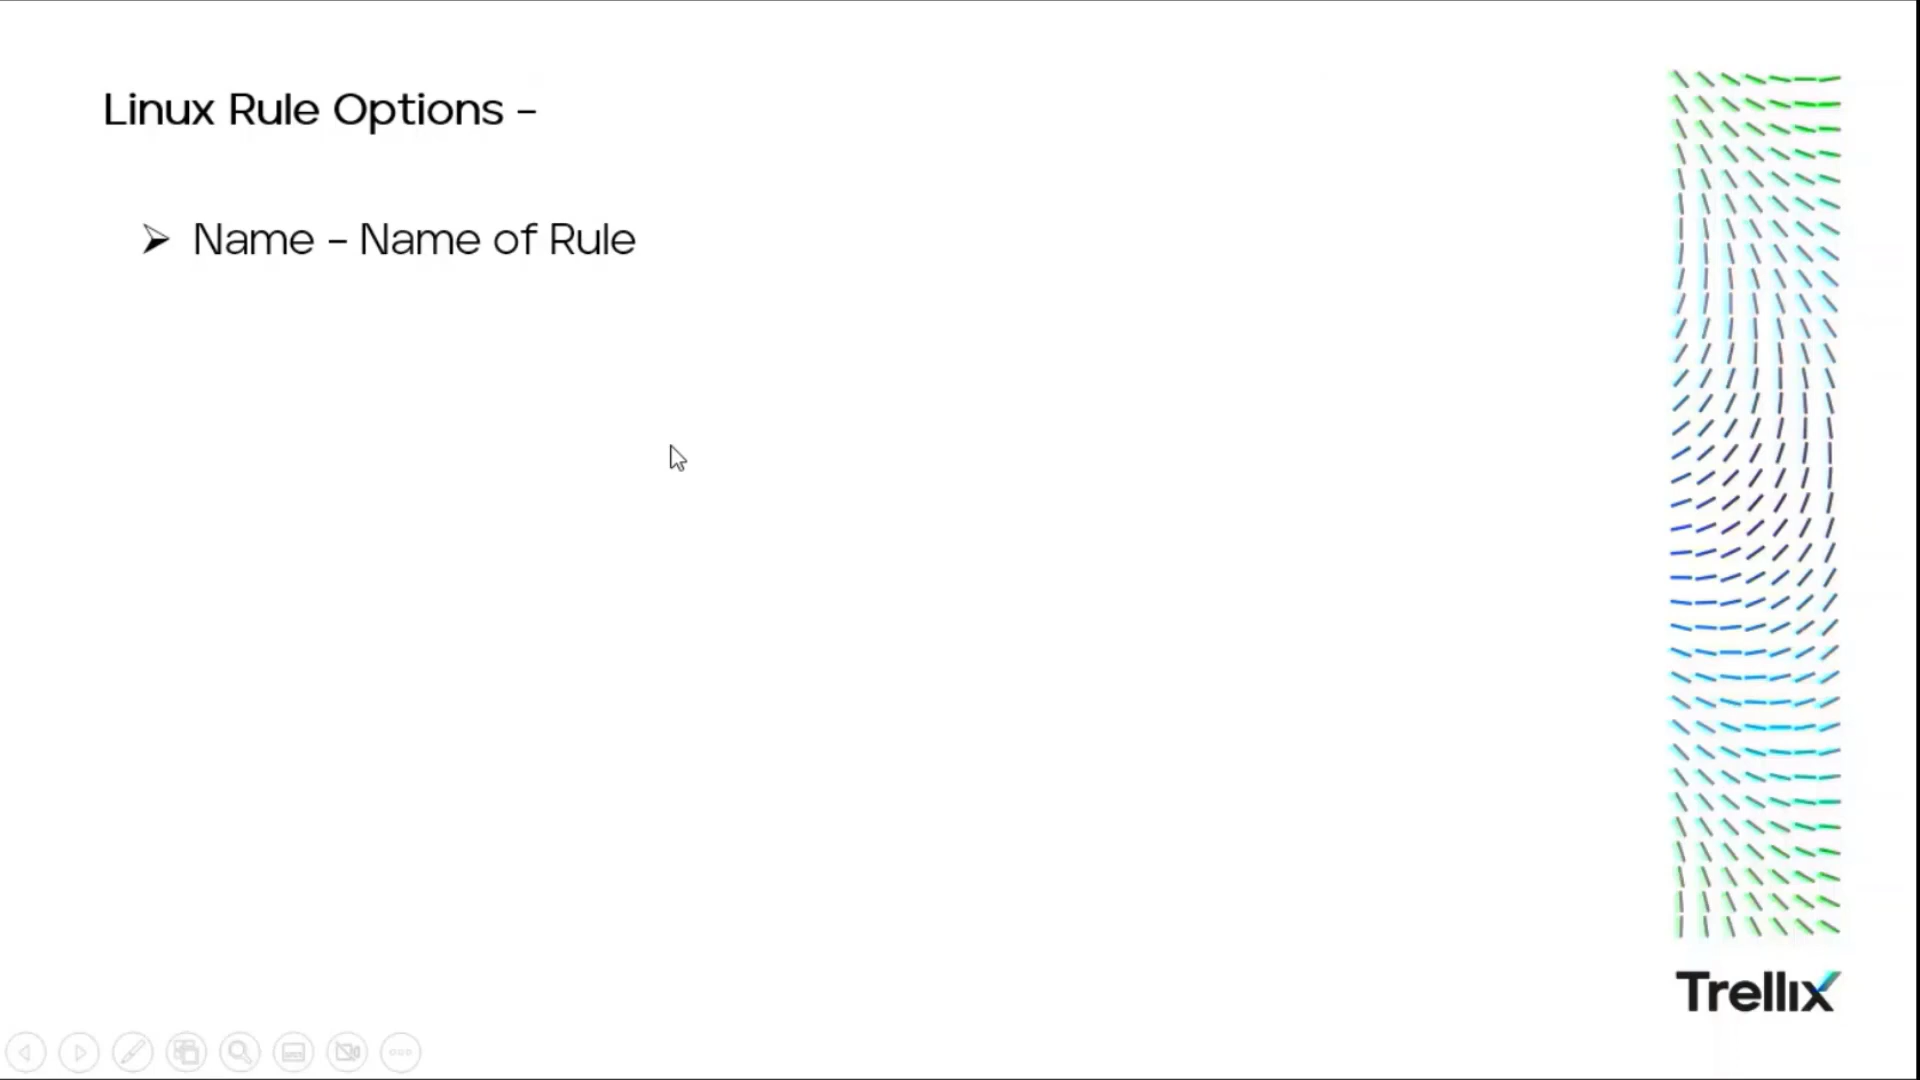 Linux Rule Options –
➢ Name – Name of Rule
Trellix